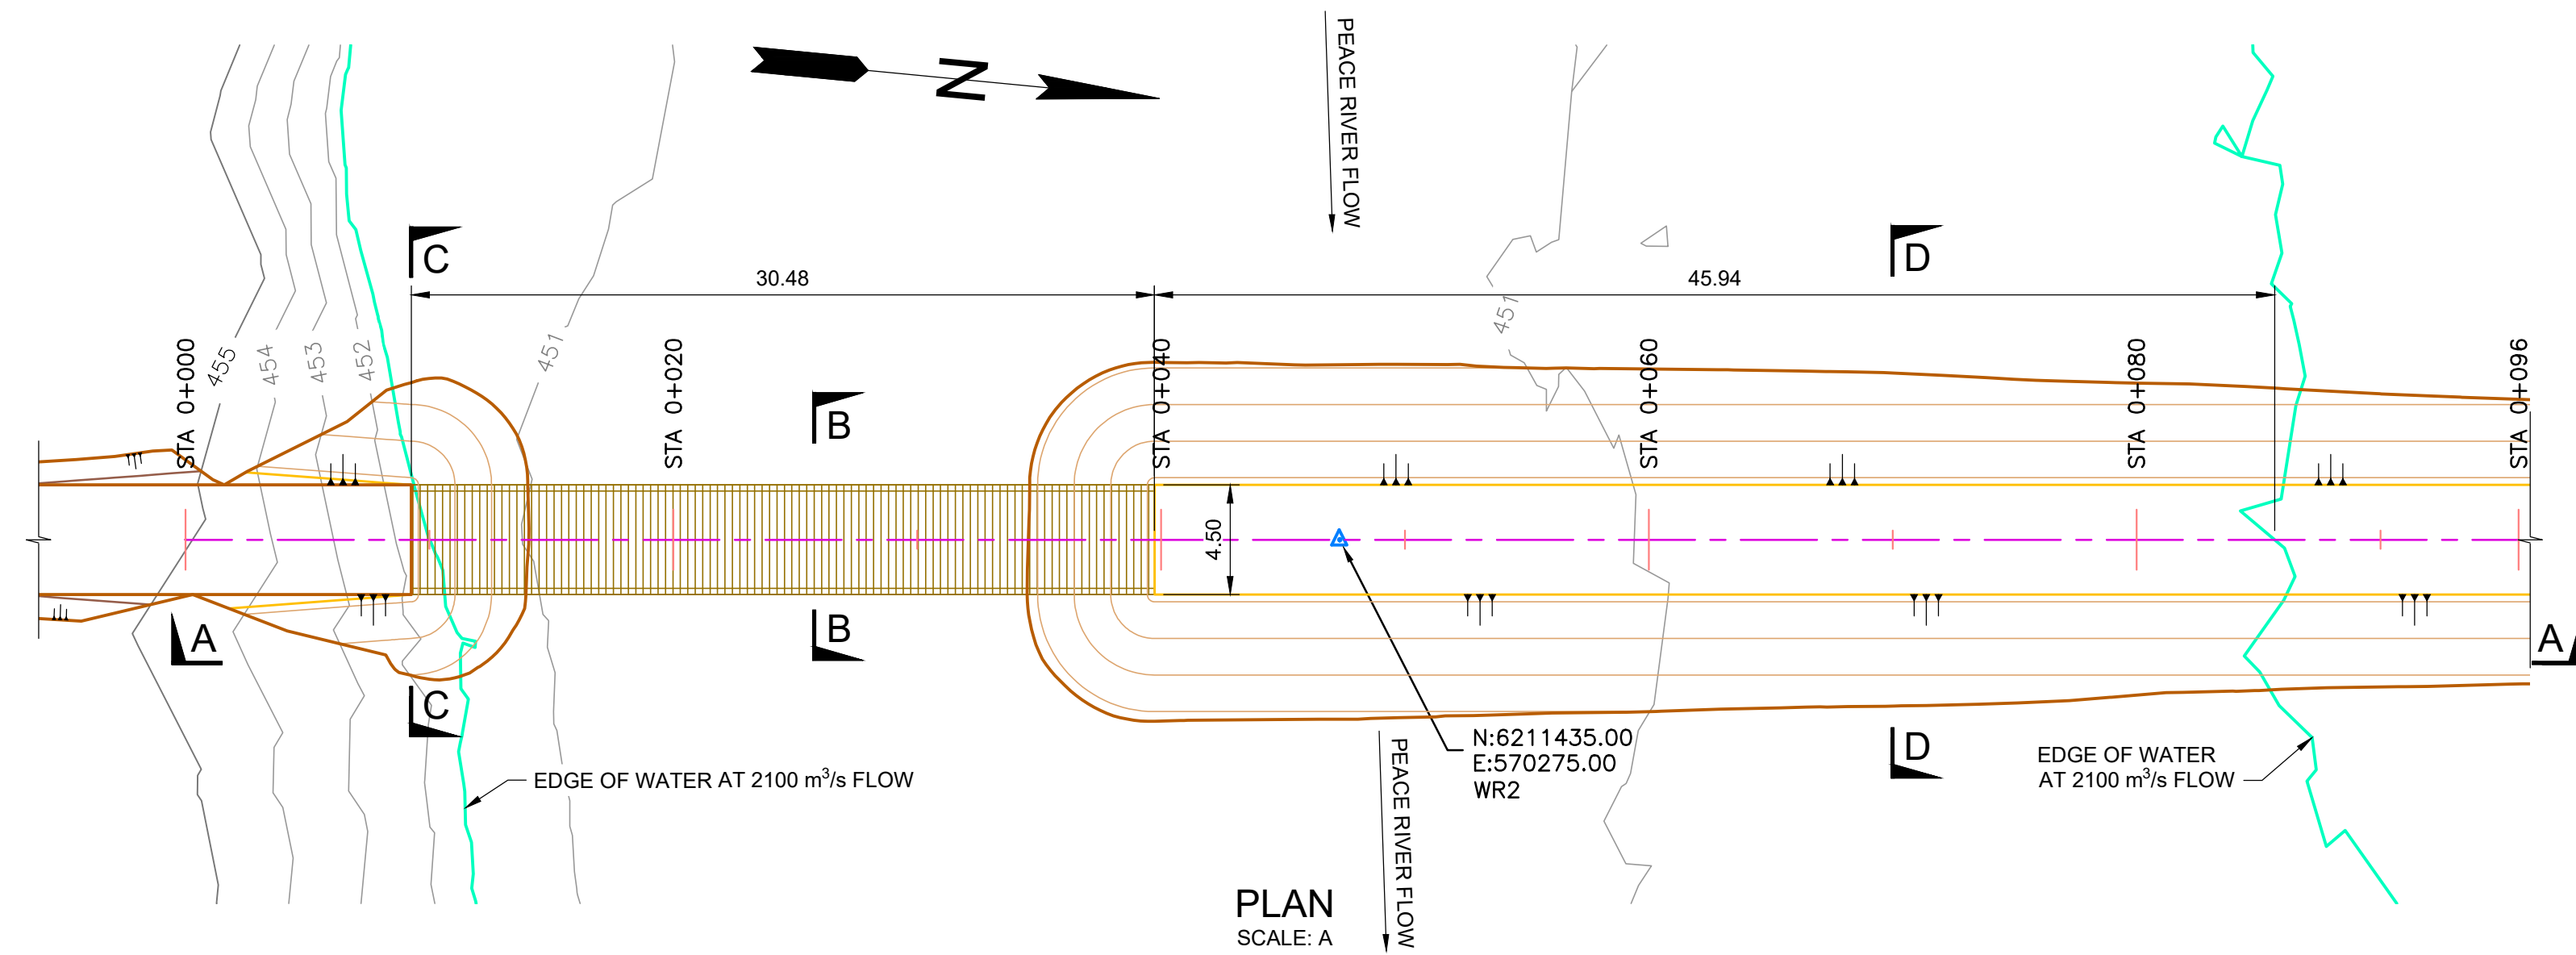 N
PEACE RIVER FLOW
C
D
30.48
45.94
STA 0+000
455
454
453
452
451
STA 0+020
B
STA 0+040
451
STA 0+060
STA 0+080
STA 0+096
4.50
A
B
A
C
D
N:6211435.00
E:570275.00
WR2
EDGE OF WATER AT 2100 m³/s FLOW
EDGE OF WATER
AT 2100 m³/s FLOW
PEACE RIVER FLOW
PLAN
SCALE: A